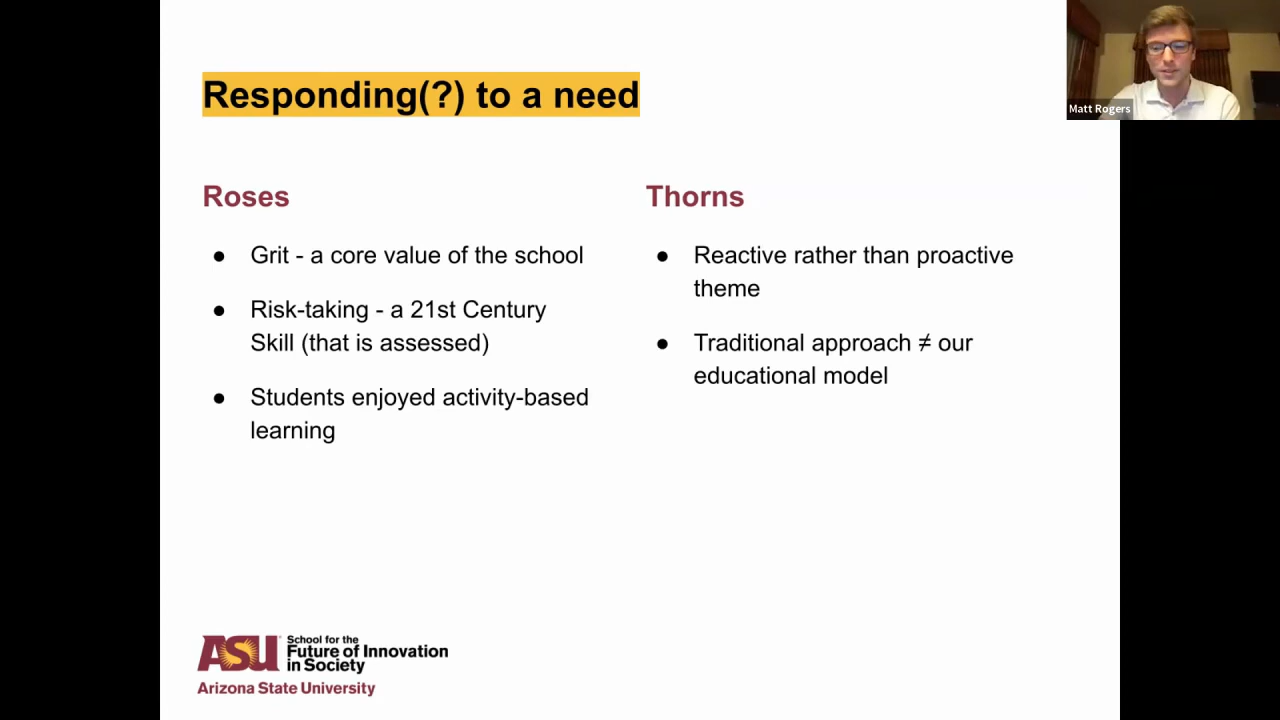 Responding(?) to a need
Matt Rogers
Roses
● Grit - a core value of the school
● Risk-taking - a 21st Century
Skill (that is assessed)
● Students enjoyed activity-based
learning
Thorns
● Reactive rather than proactive
theme
● Traditional approach ≠ our
educational model
ASU
School for the
Future of Innovation
in Society
Arizona State University